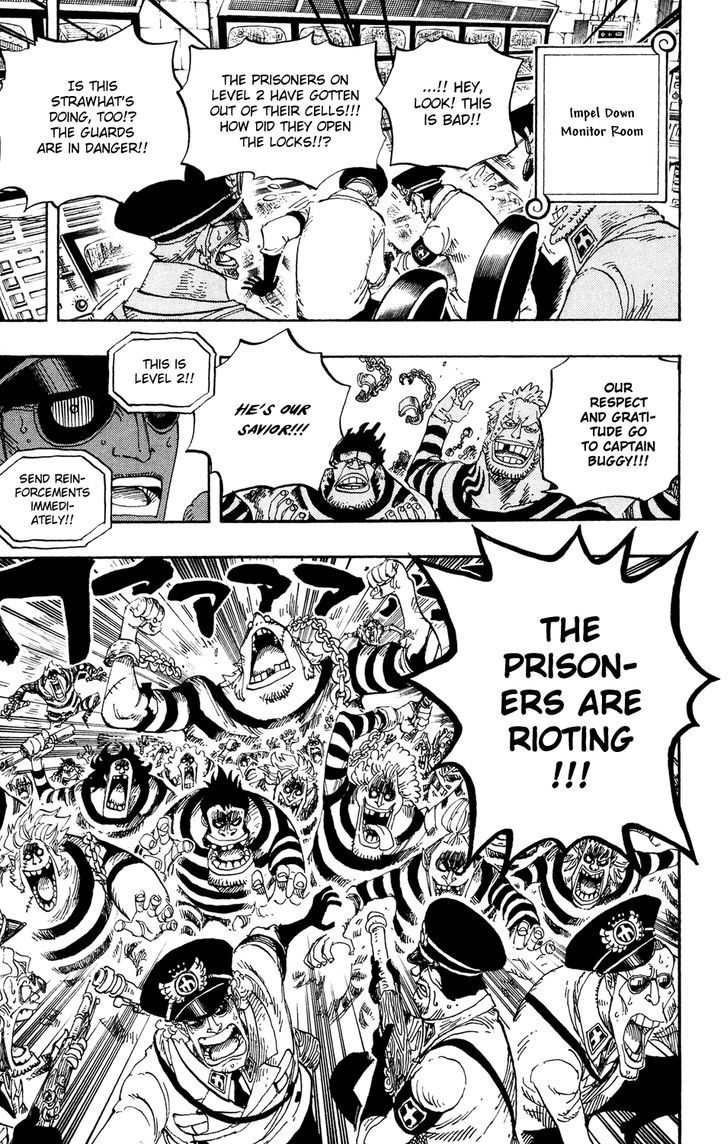 Impel Down
Monitor Room
...!! HEY,
LOOK! THIS
IS BAD!!
THE PRISONERS ON
LEVEL 2 HAVE GOTTEN
OUT OF THEIR CELLS!!!
HOW DID THEY OPEN
THE LOCKS!!?
IS THIS
STRAWHAT'S
DOING, TOO!?
THE GUARDS
ARE IN DANGER!!
OUR
RESPECT
AND GRATI-
TUDE GO
TO CAPTAIN
BUGGY!!!
HE'S OUR
SAVIOR!!!
THIS IS
LEVEL 2!!
SEND REIN-
FORCEMENTS
IMMEDI-
ATELY!!
THE
PRISON-
ERS ARE
RIOTING
!!!